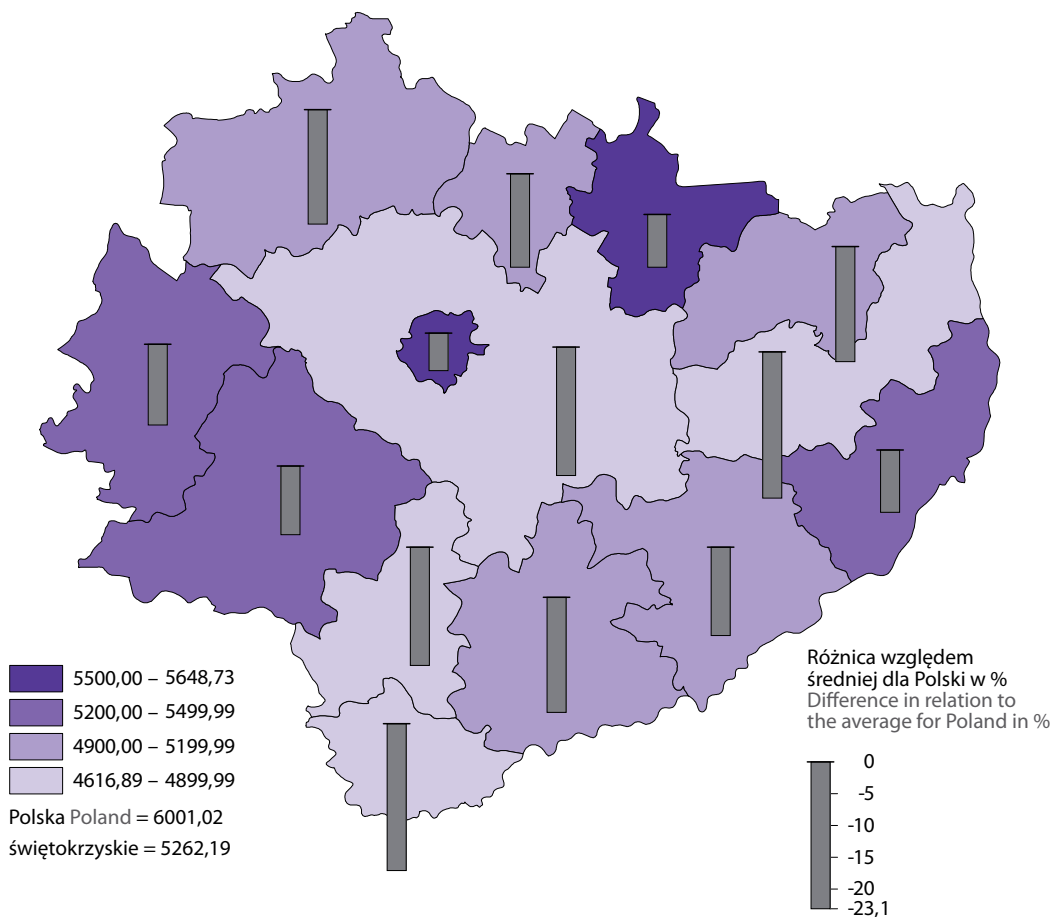 5500,00 – 5648,73
5200,00 – 5499,99
4900,00 – 5199,99
4616,89 – 4899,99
Polska Poland = 6001,02
świętokrzyskie = 5262,19
Różnica względem
średniej dla Polski w %
Difference in relation to
the average for Poland in %
0
-5
-10
-15
-20
-23,1